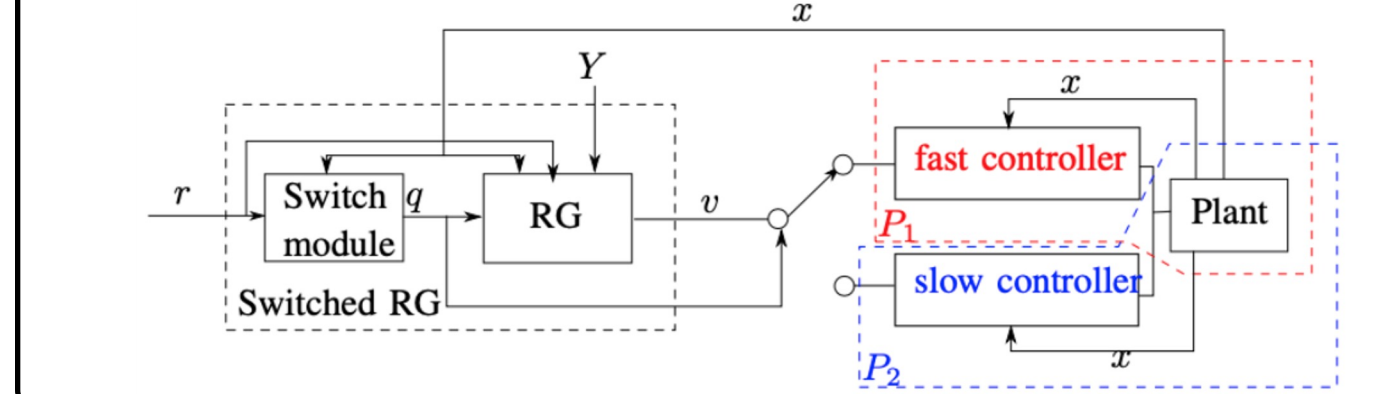 x
Y
x
r
Switch
module
q
RG
v
fast controller
P1
Plant
slow controller
Switched RG
P2
x